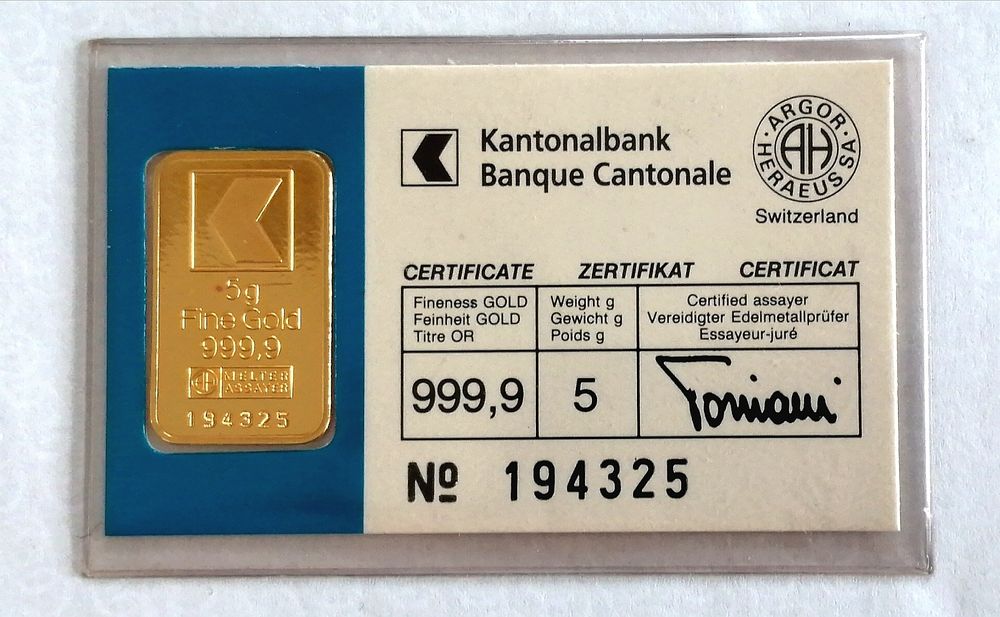 5g
Fine Gold
999,9
AH MELTER
ASSAYER
194325
Kantonalbank
Banque Cantonale
ARGOR · HERAEUS SA ·
AH
Switzerland
CERTIFICATE ZERTIFIKAT CERTIFICAT
Fineness GOLD
Feinheit GOLD
Titre OR
Weight g
Gewicht g
Poids g
Certified assayer
Vereidigter Edelmetallprüfer
Essayeur-juré
999,9 5
Nº 194325